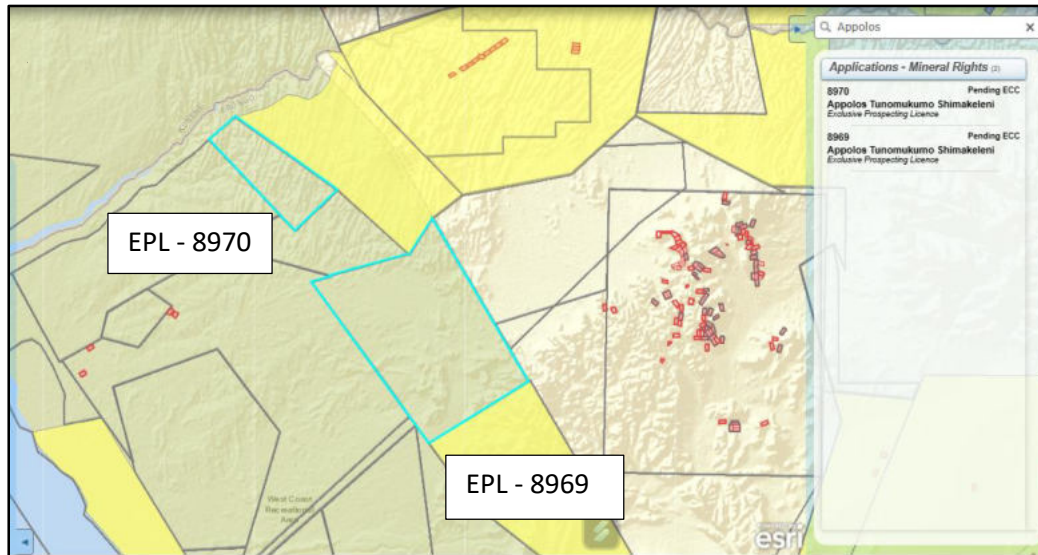 Appolos
Applications - Mineral Rights (2)
8970 Pending ECC
Appolos Tunomukumo Shimakeleni
Exclusive Prospecting Licence
8969 Pending ECC
Appolos Tunomukumo Shimakeleni
Exclusive Prospecting Licence
EPL - 8970
EPL - 8969
West Coast
Recreational
Area
esri